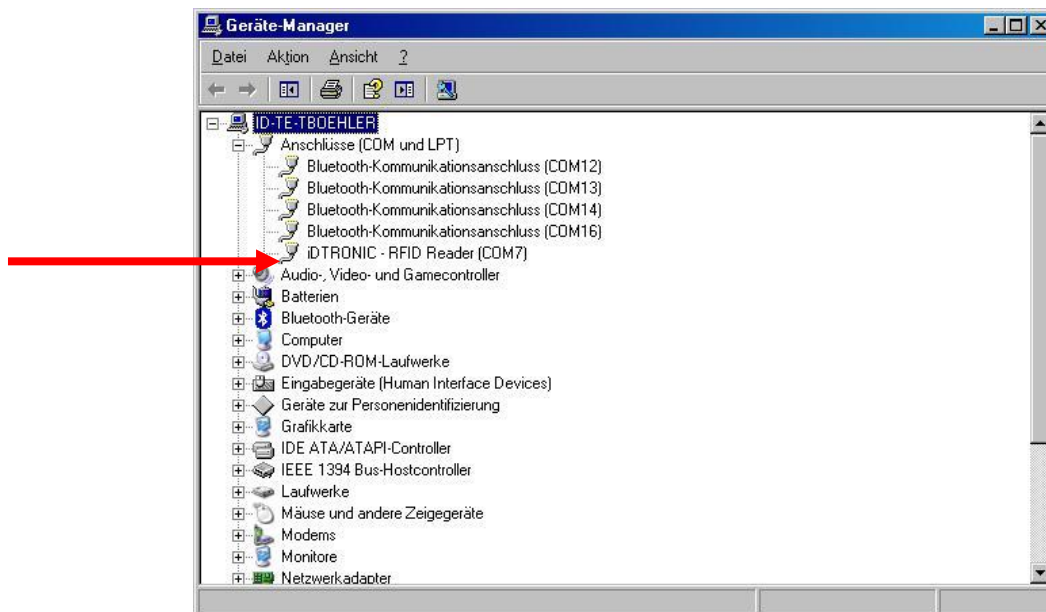 Geräte-Manager
Datei Aktion Ansicht ?
ID-TE-TBOEHLER
Anschlüsse (COM und LPT)
Bluetooth-Kommunikationsanschluss (COM12)
Bluetooth-Kommunikationsanschluss (COM13)
Bluetooth-Kommunikationsanschluss (COM14)
Bluetooth-Kommunikationsanschluss (COM16)
iDTRONIC - RFID Reader (COM7)
Audio-, Video- und Gamecontroller
Batterien
Bluetooth-Geräte
Computer
DVD/CD-ROM-Laufwerke
Eingabegeräte (Human Interface Devices)
Geräte zur Personenidentifizierung
Grafikkarte
IDE ATA/ATAPI-Controller
IEEE 1394 Bus-Hostcontroller
Laufwerke
Mäuse und andere Zeigegeräte
Modems
Monitore
Netzwerkadapter